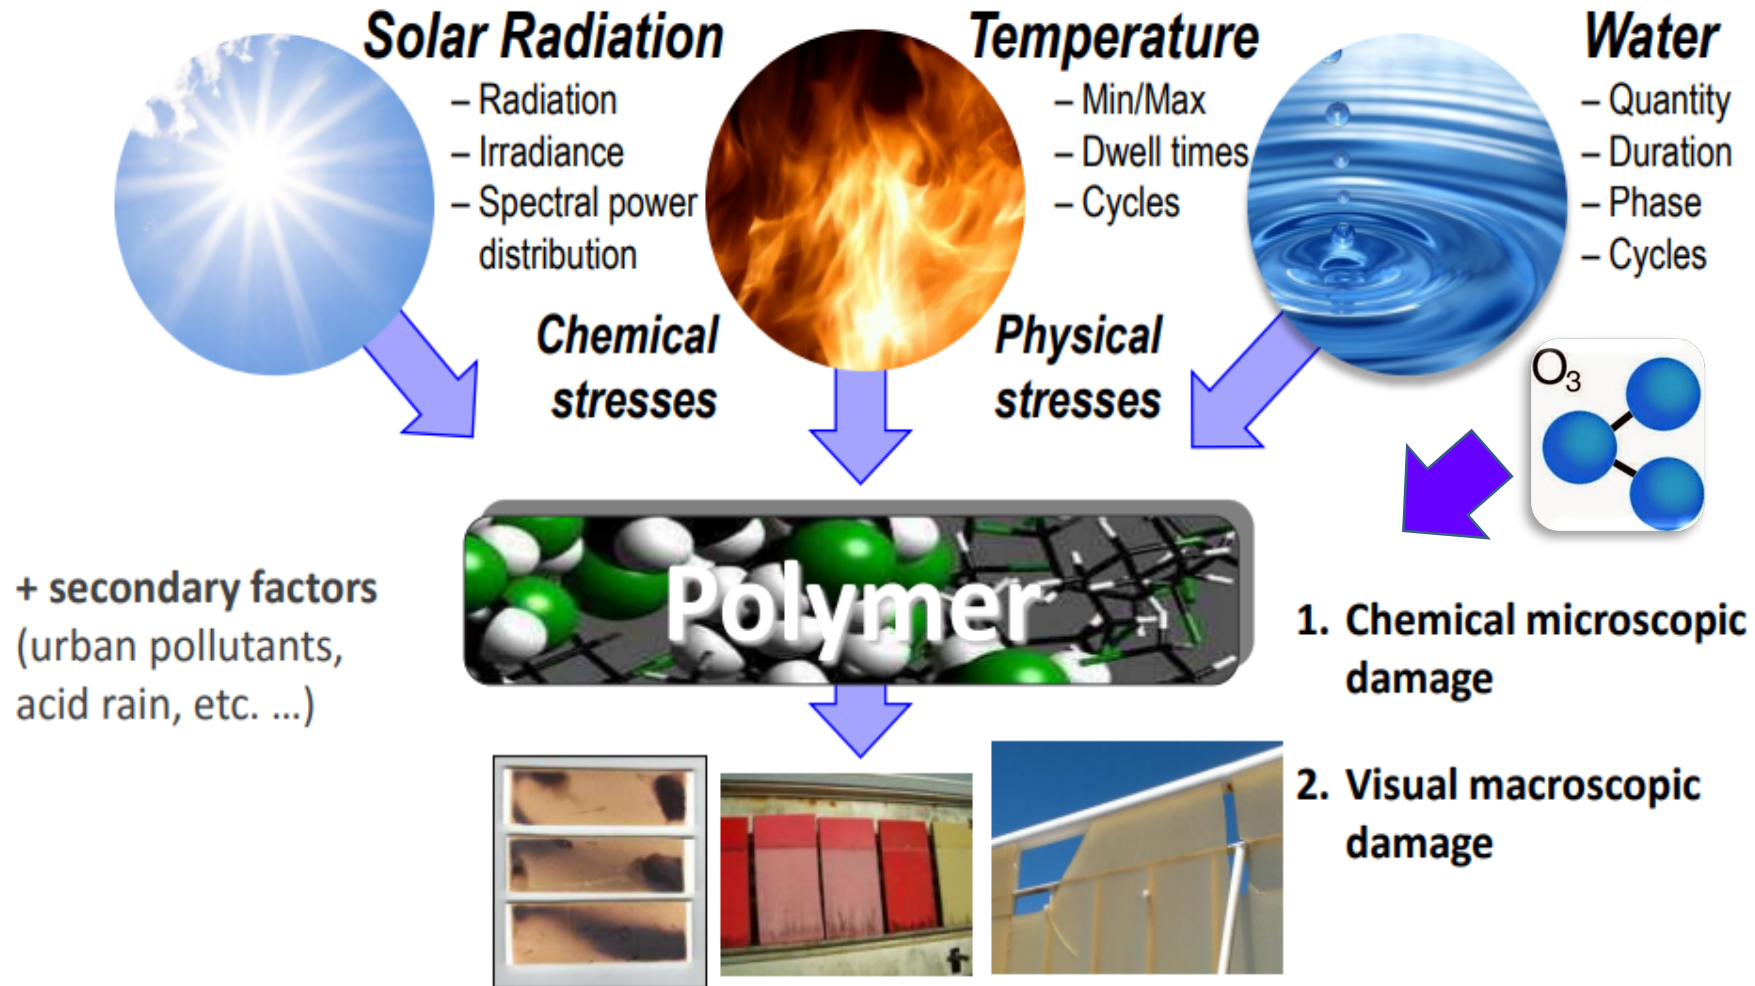 Solar Radiation
– Radiation
– Irradiance
– Spectral power
distribution
Temperature
– Min/Max
– Dwell times
– Cycles
Water
– Quantity
– Duration
– Phase
– Cycles
Chemical
stresses
Physical
stresses
O₃
Polymer
+ secondary factors
(urban pollutants,
acid rain, etc. ...)
1. Chemical microscopic
damage
2. Visual macroscopic
damage